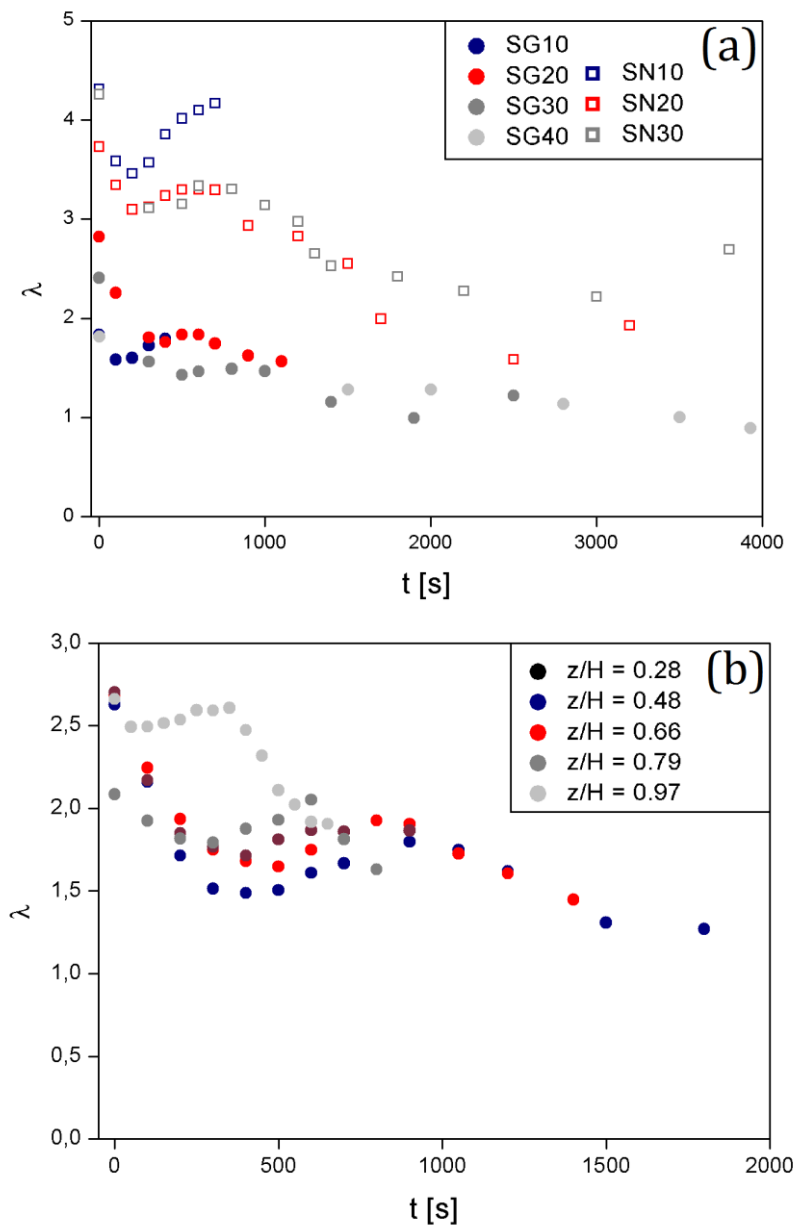 5
4
3
2
1
0
λ
0 1000 2000 3000 4000
t [s]
SG10
SG20 SN10
SG30 SN20
SG40 SN30
(a)
3,0
2,5
2,0
1,5
1,0
0,5
0,0
λ
0 500 1000 1500 2000
t [s]
z/H = 0.28
z/H = 0.48
z/H = 0.66
z/H = 0.79
z/H = 0.97
(b)